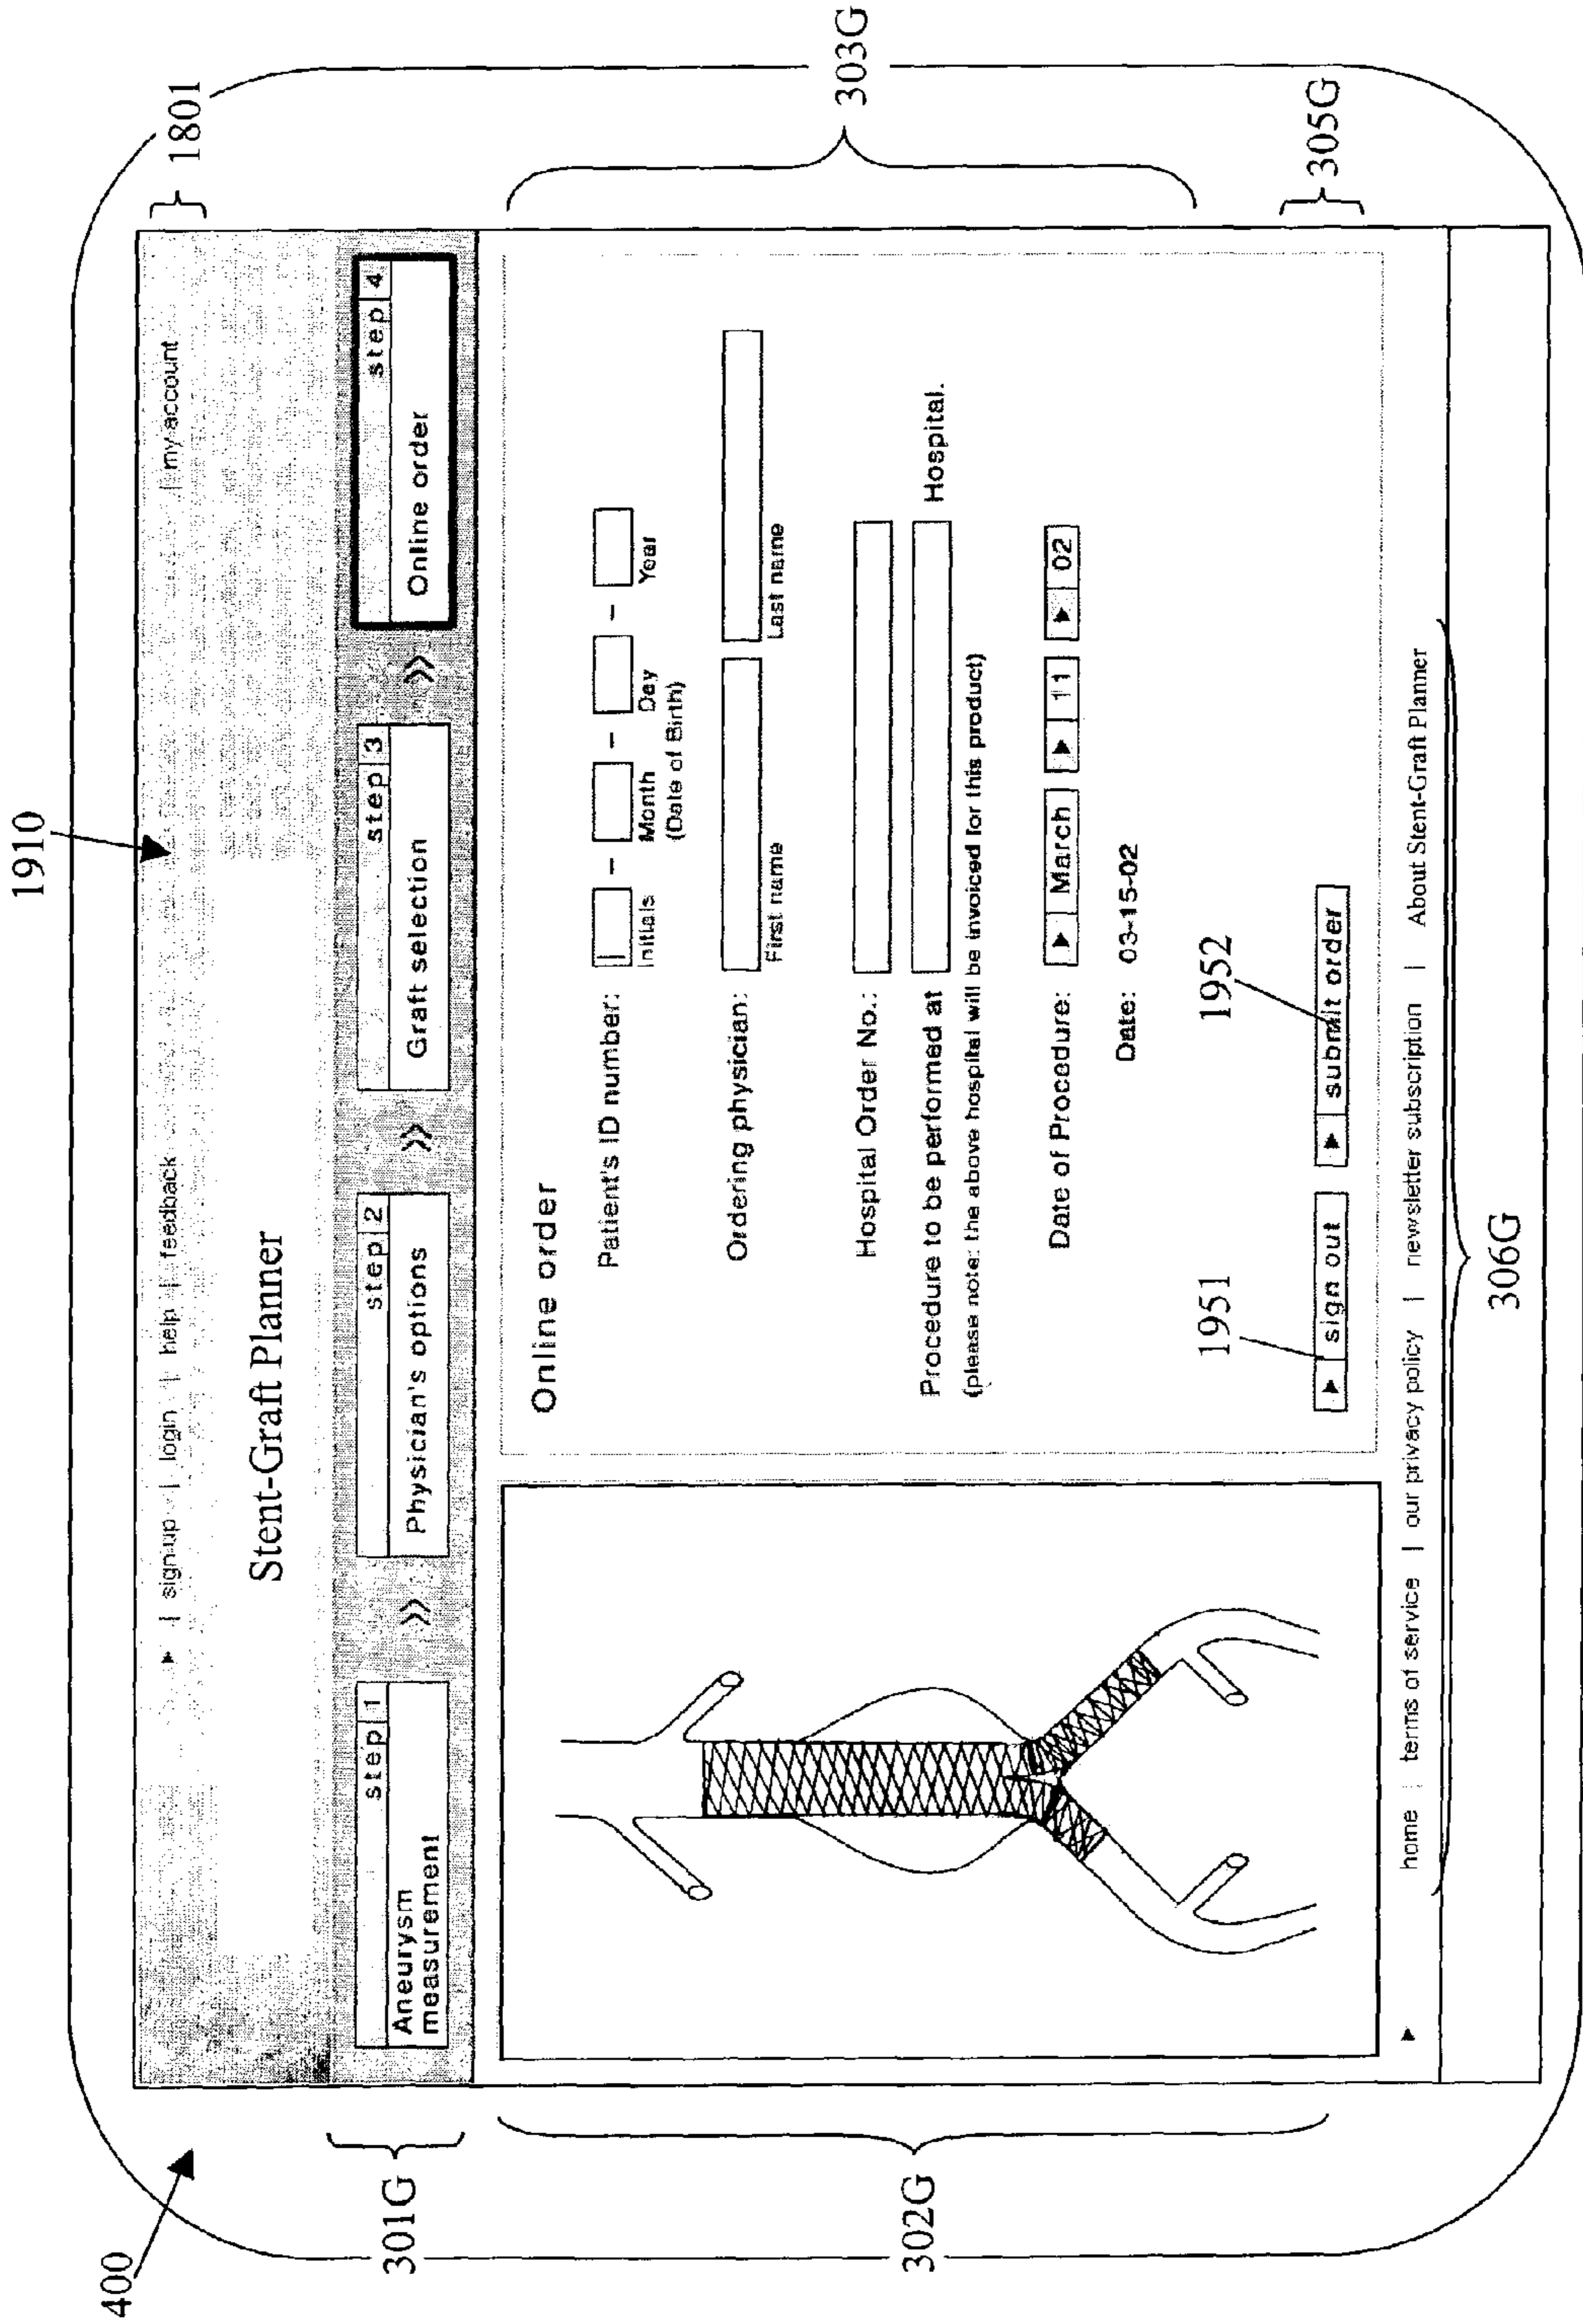 1910
400
1801
| sign-up | login | help | feedback
| my account
Stent-Graft Planner
301G
step 1
Aneurysm
measurement
>>
step 2
Physician's options
>>
step 3
Graft selection
>>
step 4
Online order
302G
303G
Online order
Patient's ID number:
– – –
Initials Month Day Year
(Date of Birth)
Ordering physician:
First name Last name
Hospital Order No.:
Procedure to be performed at Hospital.
(please note: the above hospital will be invoiced for this product)
Date of Procedure: March 11 02
Date: 03-15-02
1951
1952
305G
sign out submit order
home | terms of service | our privacy policy | newsletter subscription | About Stent-Graft Planner
306G